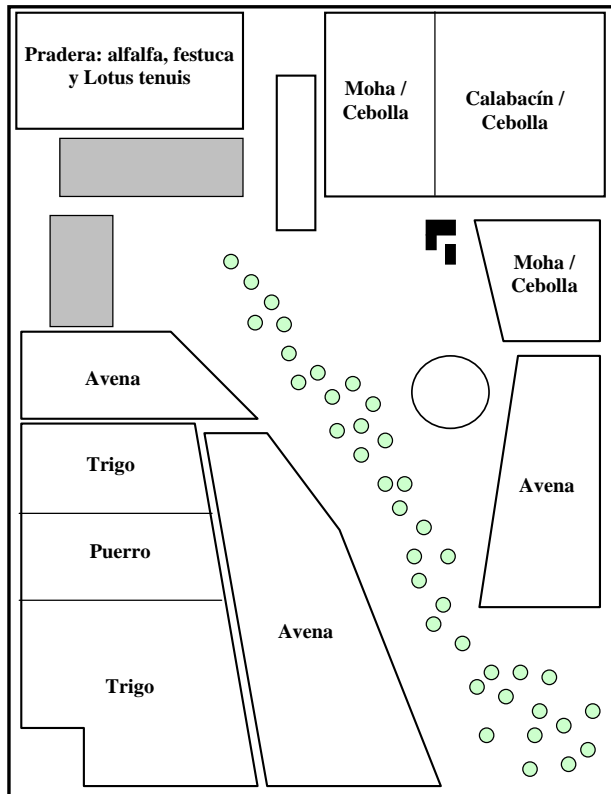 Pradera: alfalfa, festuca
y Lotus tenuis
Moha /
Cebolla
Calabacín /
Cebolla
Moha /
Cebolla
Avena
Trigo
Avena
Puerro
Avena
Trigo